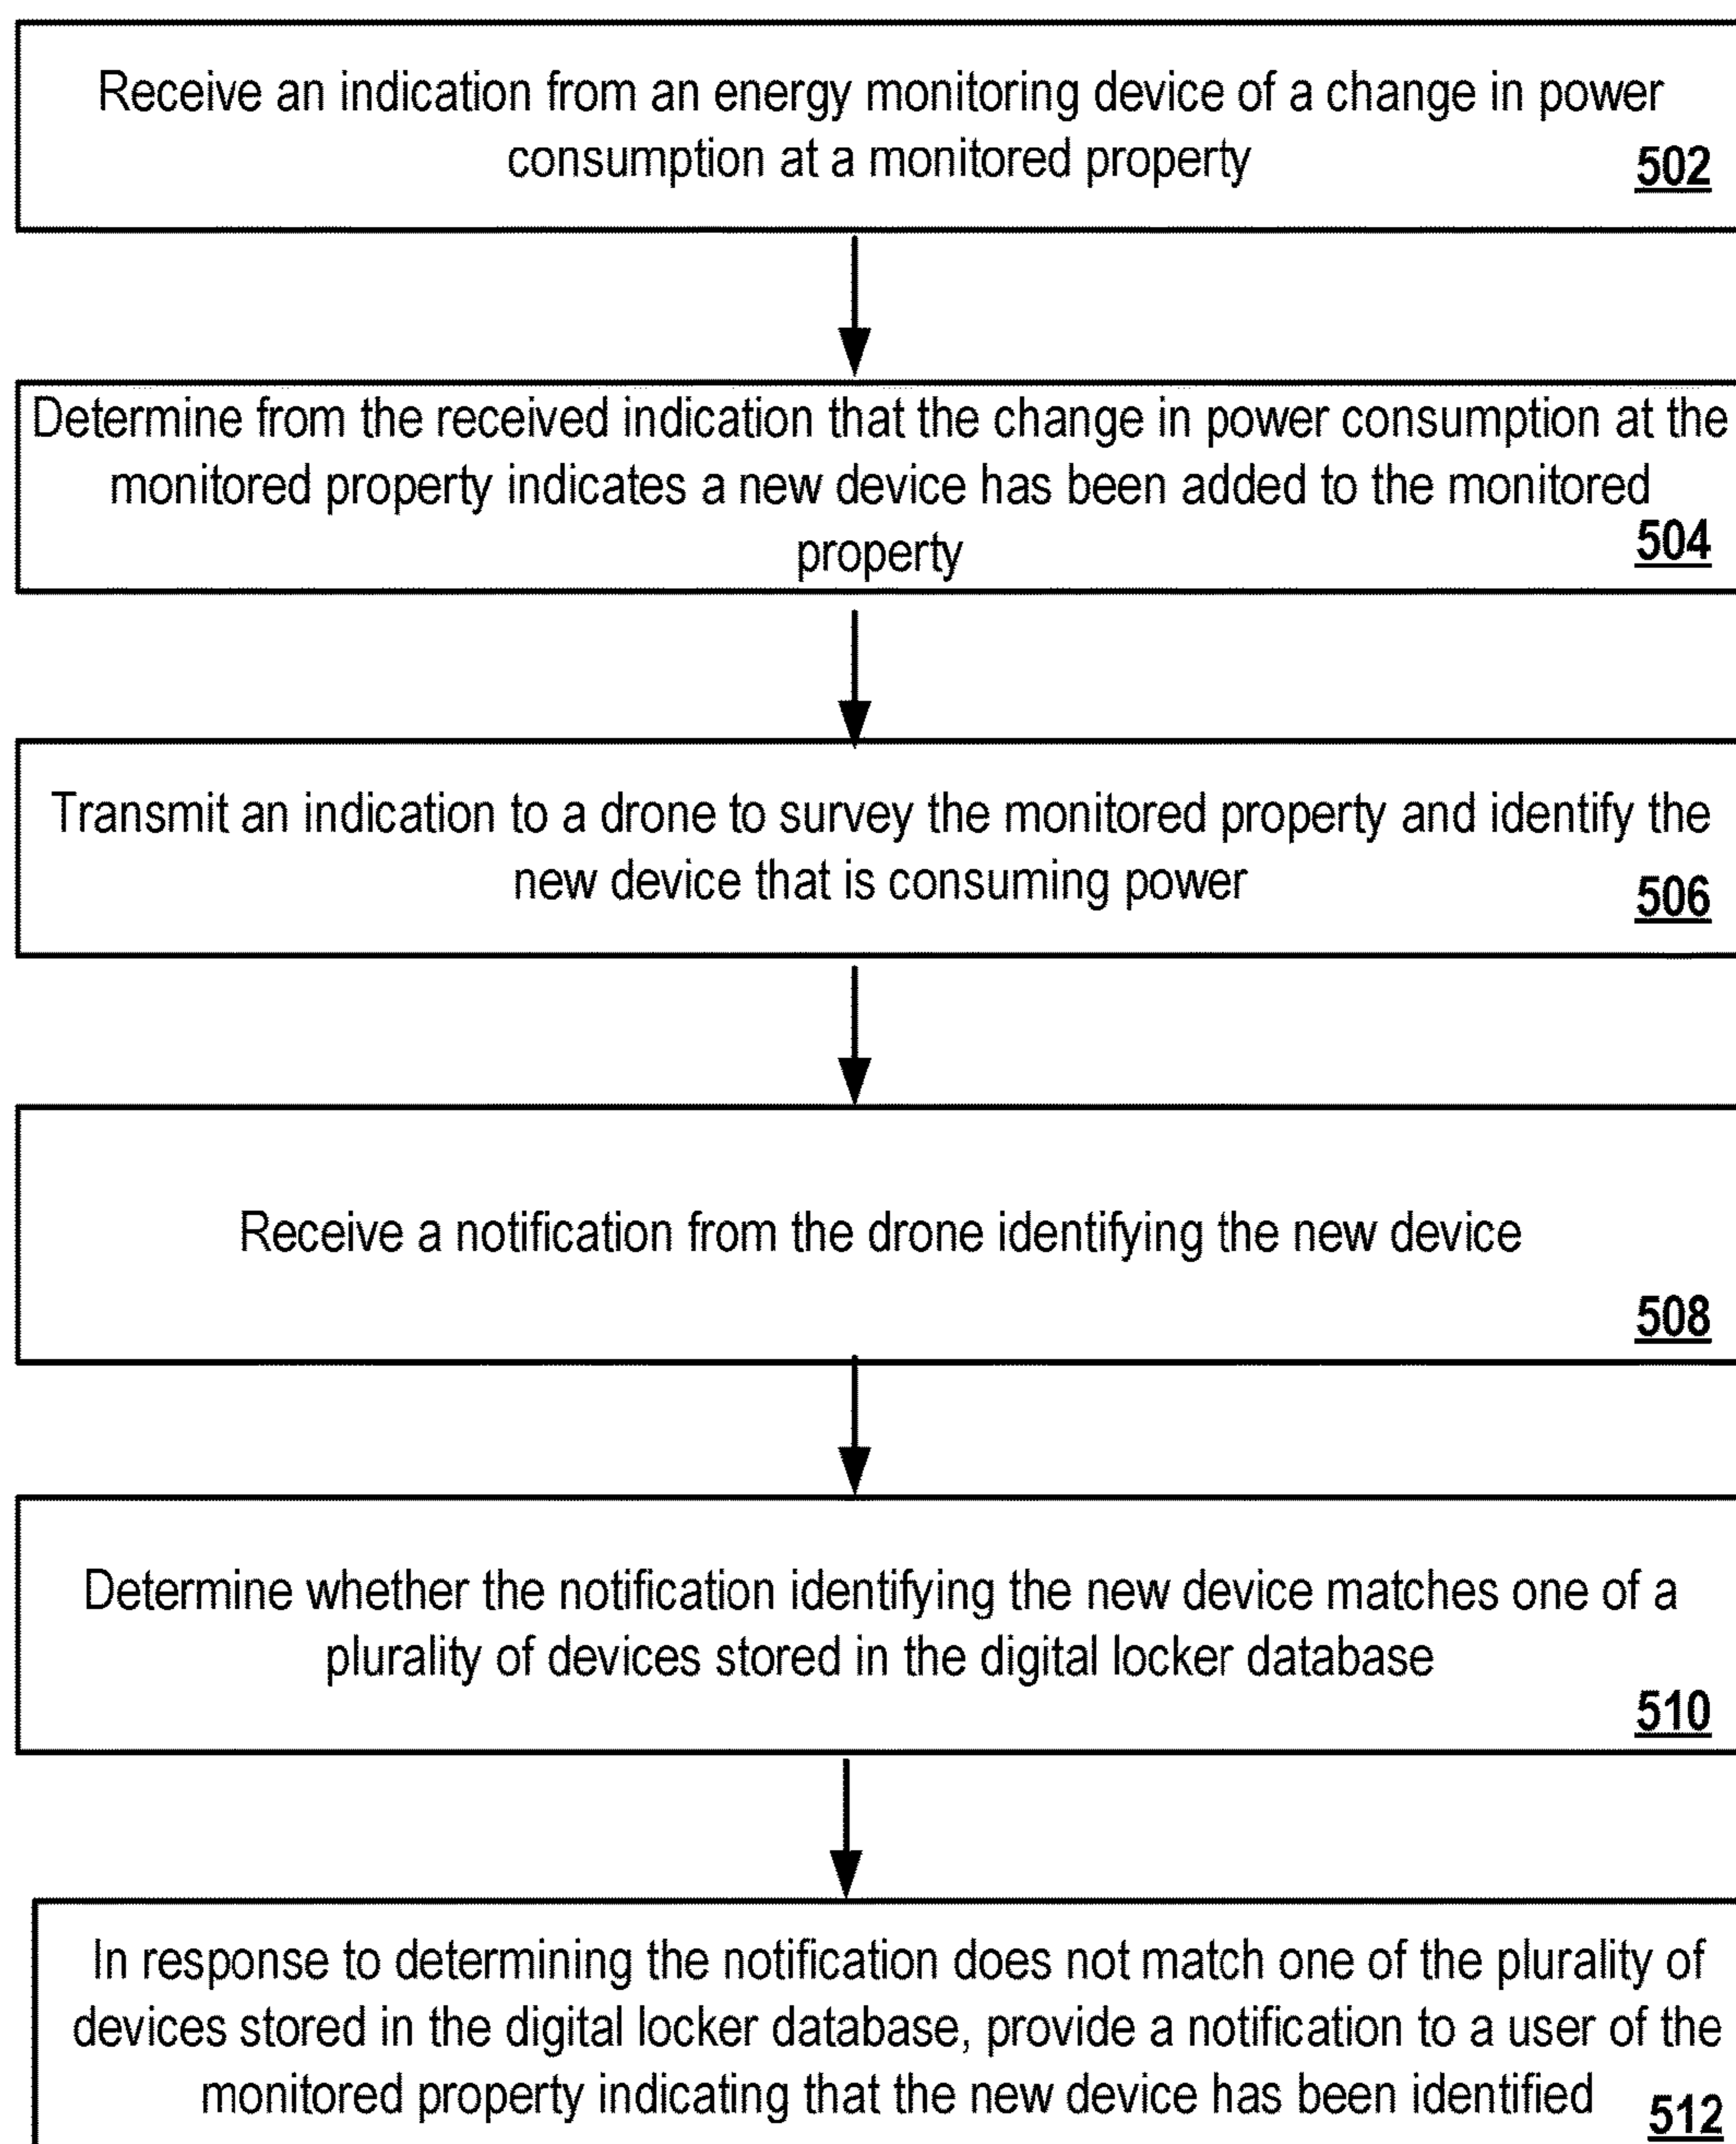 Receive an indication from an energy monitoring device of a change in power
consumption at a monitored property
502
Determine from the received indication that the change in power consumption at the
monitored property indicates a new device has been added to the monitored
property
504
Transmit an indication to a drone to survey the monitored property and identify the
new device that is consuming power
506
Receive a notification from the drone identifying the new device
508
Determine whether the notification identifying the new device matches one of a
plurality of devices stored in the digital locker database
510
In response to determining the notification does not match one of the plurality of
devices stored in the digital locker database, provide a notification to a user of the
monitored property indicating that the new device has been identified
512